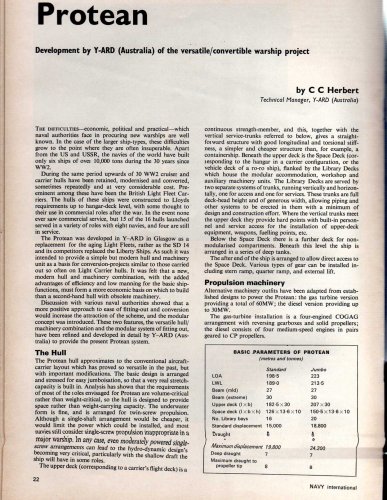 Protean
Development by Y-ARD (Australia) of the versatile/convertible warship project
by C C Herbert
Technical Manager, Y-ARD (Australia)
THE DIFFICULTIES—economic, political and practical—which
naval authorities face in procuring new warships are well
known. In the case of the larger ship-types, these difficulties
grow to the point where they are often insuperable. Apart
from the US and USSR, the navies of the world have built
only six ships of over 10,000 tons during the 30 years since
WW2.
During the same period upwards of 30 WW2 cruiser and
carrier hulls have been retained, modernised and converted,
sometimes repeatedly and at very considerable cost. Pre-
eminent among these have been the British Light Fleet Car-
riers. The hulls of these ships were constructed to Lloyds
requirements up to hangar-deck level, with some thought to
their use in commercial roles after the war. In the event none
ever saw commercial service, but 15 of the 16 hulls launched
served in a variety of roles with eight navies, and four are still
in service.
The Protean was developed by Y-ARD in Glasgow as a
replacement for the ageing Light Fleets, rather as the SD 14
and its competitors replaced the Liberty Ships. The Group first
intended to provide a simple but modern hull and machinery
unit as a basis for conversion-projects similar to those carried
out so often on Light Carrier hulls. It was felt that a new,
modern hull and machinery combination, with the added
advantages of efficiency and low manning for the basic ship-
functions, must form a more economic basis on which to build
than a second-hand hull with obsolete machinery.
Discussion with various naval authorities showed that a
more positive approach to ease of fitting-out and conversion
would increase the attraction of the scheme, and the modular
concept was introduced. These two features, the versatile hull/
machinery combination and the modular system of fitting out,
have been refined and developed in detail by Y-ARD (Aus-
tralia) to provide the present Protean system.
The Hull
The Protean hull approximates to the conventional aircraft-
carrier layout which has proved so versatile in the past, but
with important modifications. The basic design is arranged
and stressed for easy jumboisation, so that a very real stretch-
capacity is built in. Analysis has shown that the requirements
of most of the roles envisaged for Protean are volume-critical
rather than weight-critical, so the hull is designed to provide
space rather than weight-carrying capacity. The underwater
form is fine, and is arranged for twin-screw propulsion.
Although a single-shaft arrangement would be cheaper, it
would limit the power which could be installed, and most
navies still consider single-screw propulsion inappropriate in a
major warship. In any case, even moderately powered single-
screw arrangements can lead to the hydro-dynamic design's
becoming very critical, particularly with the shallow draft the
ship will have in some roles.
The upper deck (corresponding to a carrier's flight deck) is a
continuous strength-member, and this, together with the
vertical service-trunks referred to below, gives a straight-
forward structure with good longitudinal and torsional stiff-
ness, a simpler and cheaper structure than, for example, a
containership. Beneath the upper deck is the Space Deck (cor-
responding to the hangar in a carrier configuration, or the
vehicle deck of a ro-ro ship), flanked by the Library Decks
which house the modular accommodation, workshop and
auxiliary machinery units. The Library Decks are served by
two separate systems of trunks, running vertically and horizon-
tally, one for access and one for services. These trunks are full
deck-head height and of generous width, allowing piping and
other systems to be erected in them with a minimum of
design and construction effort. Where the vertical trunks meet
the upper deck they provide hard points with built-in person-
nel and service access for the installation of upper-deck
equipment, weapons, fuelling points, etc.
Below the Space Deck there is a further deck for non-
modularised compartments. Beneath this level the ship is
arranged in a series of deep tanks.
The after end of the ship is arranged to allow direct access to
the Space Deck. Various types of gear can be installed in-
cluding stern ramp, quarter ramp, and external lift.
Propulsion machinery
Alternative machinery outfits have been adapted from estab-
lished designs to power the Protean: the gas turbine version
providing a total of 60MW; the diesel version providing up
to 30MW.
The gas-turbine installation is a four-engined COGAG
arrangement with reversing gearboxes and solid propellers;
the diesel consists of four medium-speed engines in pairs
geared to CP propellers.
BASIC PARAMETERS OF PROTEAN
(metres and tonnes)
Standard Jumbo
LOA 198·5 223
LWL 189·0 213·5
Beam (mld) 27 27
Beam (extreme) 30 30
Upper deck (l×b) 182·5×30 207×30
Space deck (l×b×h) 126×13·6×10 150·5×13·6×10
No. Library bays 16 20
Standard displacement 15,000 18,800
Draught 6 6
Maximum displacement 19,800 24,200
Deep draught 7 7
Maximum draught to
propeller tip 8 8
22
NAVY international